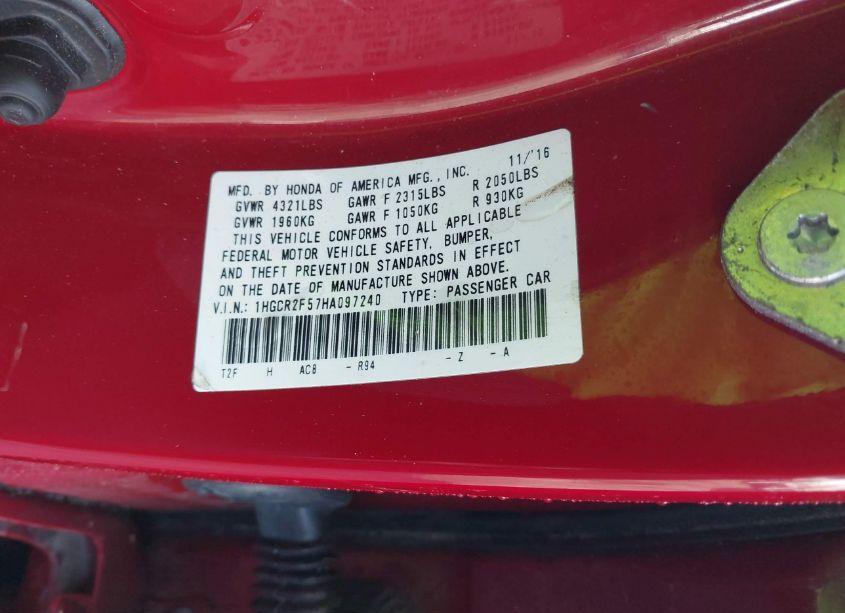 MFD. BY HONDA OF AMERICA MFG., INC. 11/'16
GVWR 4321LBS GAWR F 2315LBS R 2050LBS
GVWR 1960KG GAWR F 1050KG R 930KG
THIS VEHICLE CONFORMS TO ALL APPLICABLE
FEDERAL MOTOR VEHICLE SAFETY, BUMPER,
AND THEFT PREVENTION STANDARDS IN EFFECT
ON THE DATE OF MANUFACTURE SHOWN ABOVE.
V.I.N.: 1HGCR2F57HA097240 TYPE: PASSENGER CAR
T2F H AC8 - R94 - Z - A